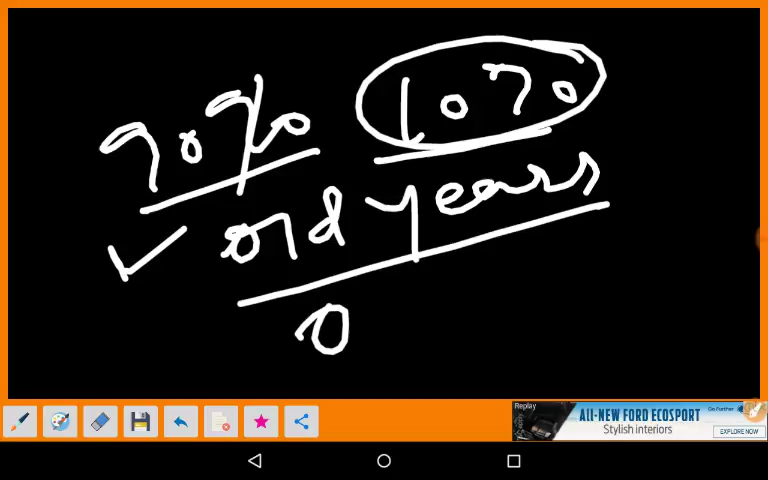 90% 10%
old years
0
Replay
ALL-NEW FORD ECOSPORT
Stylish interiors
Go Further
EXPLORE NOW